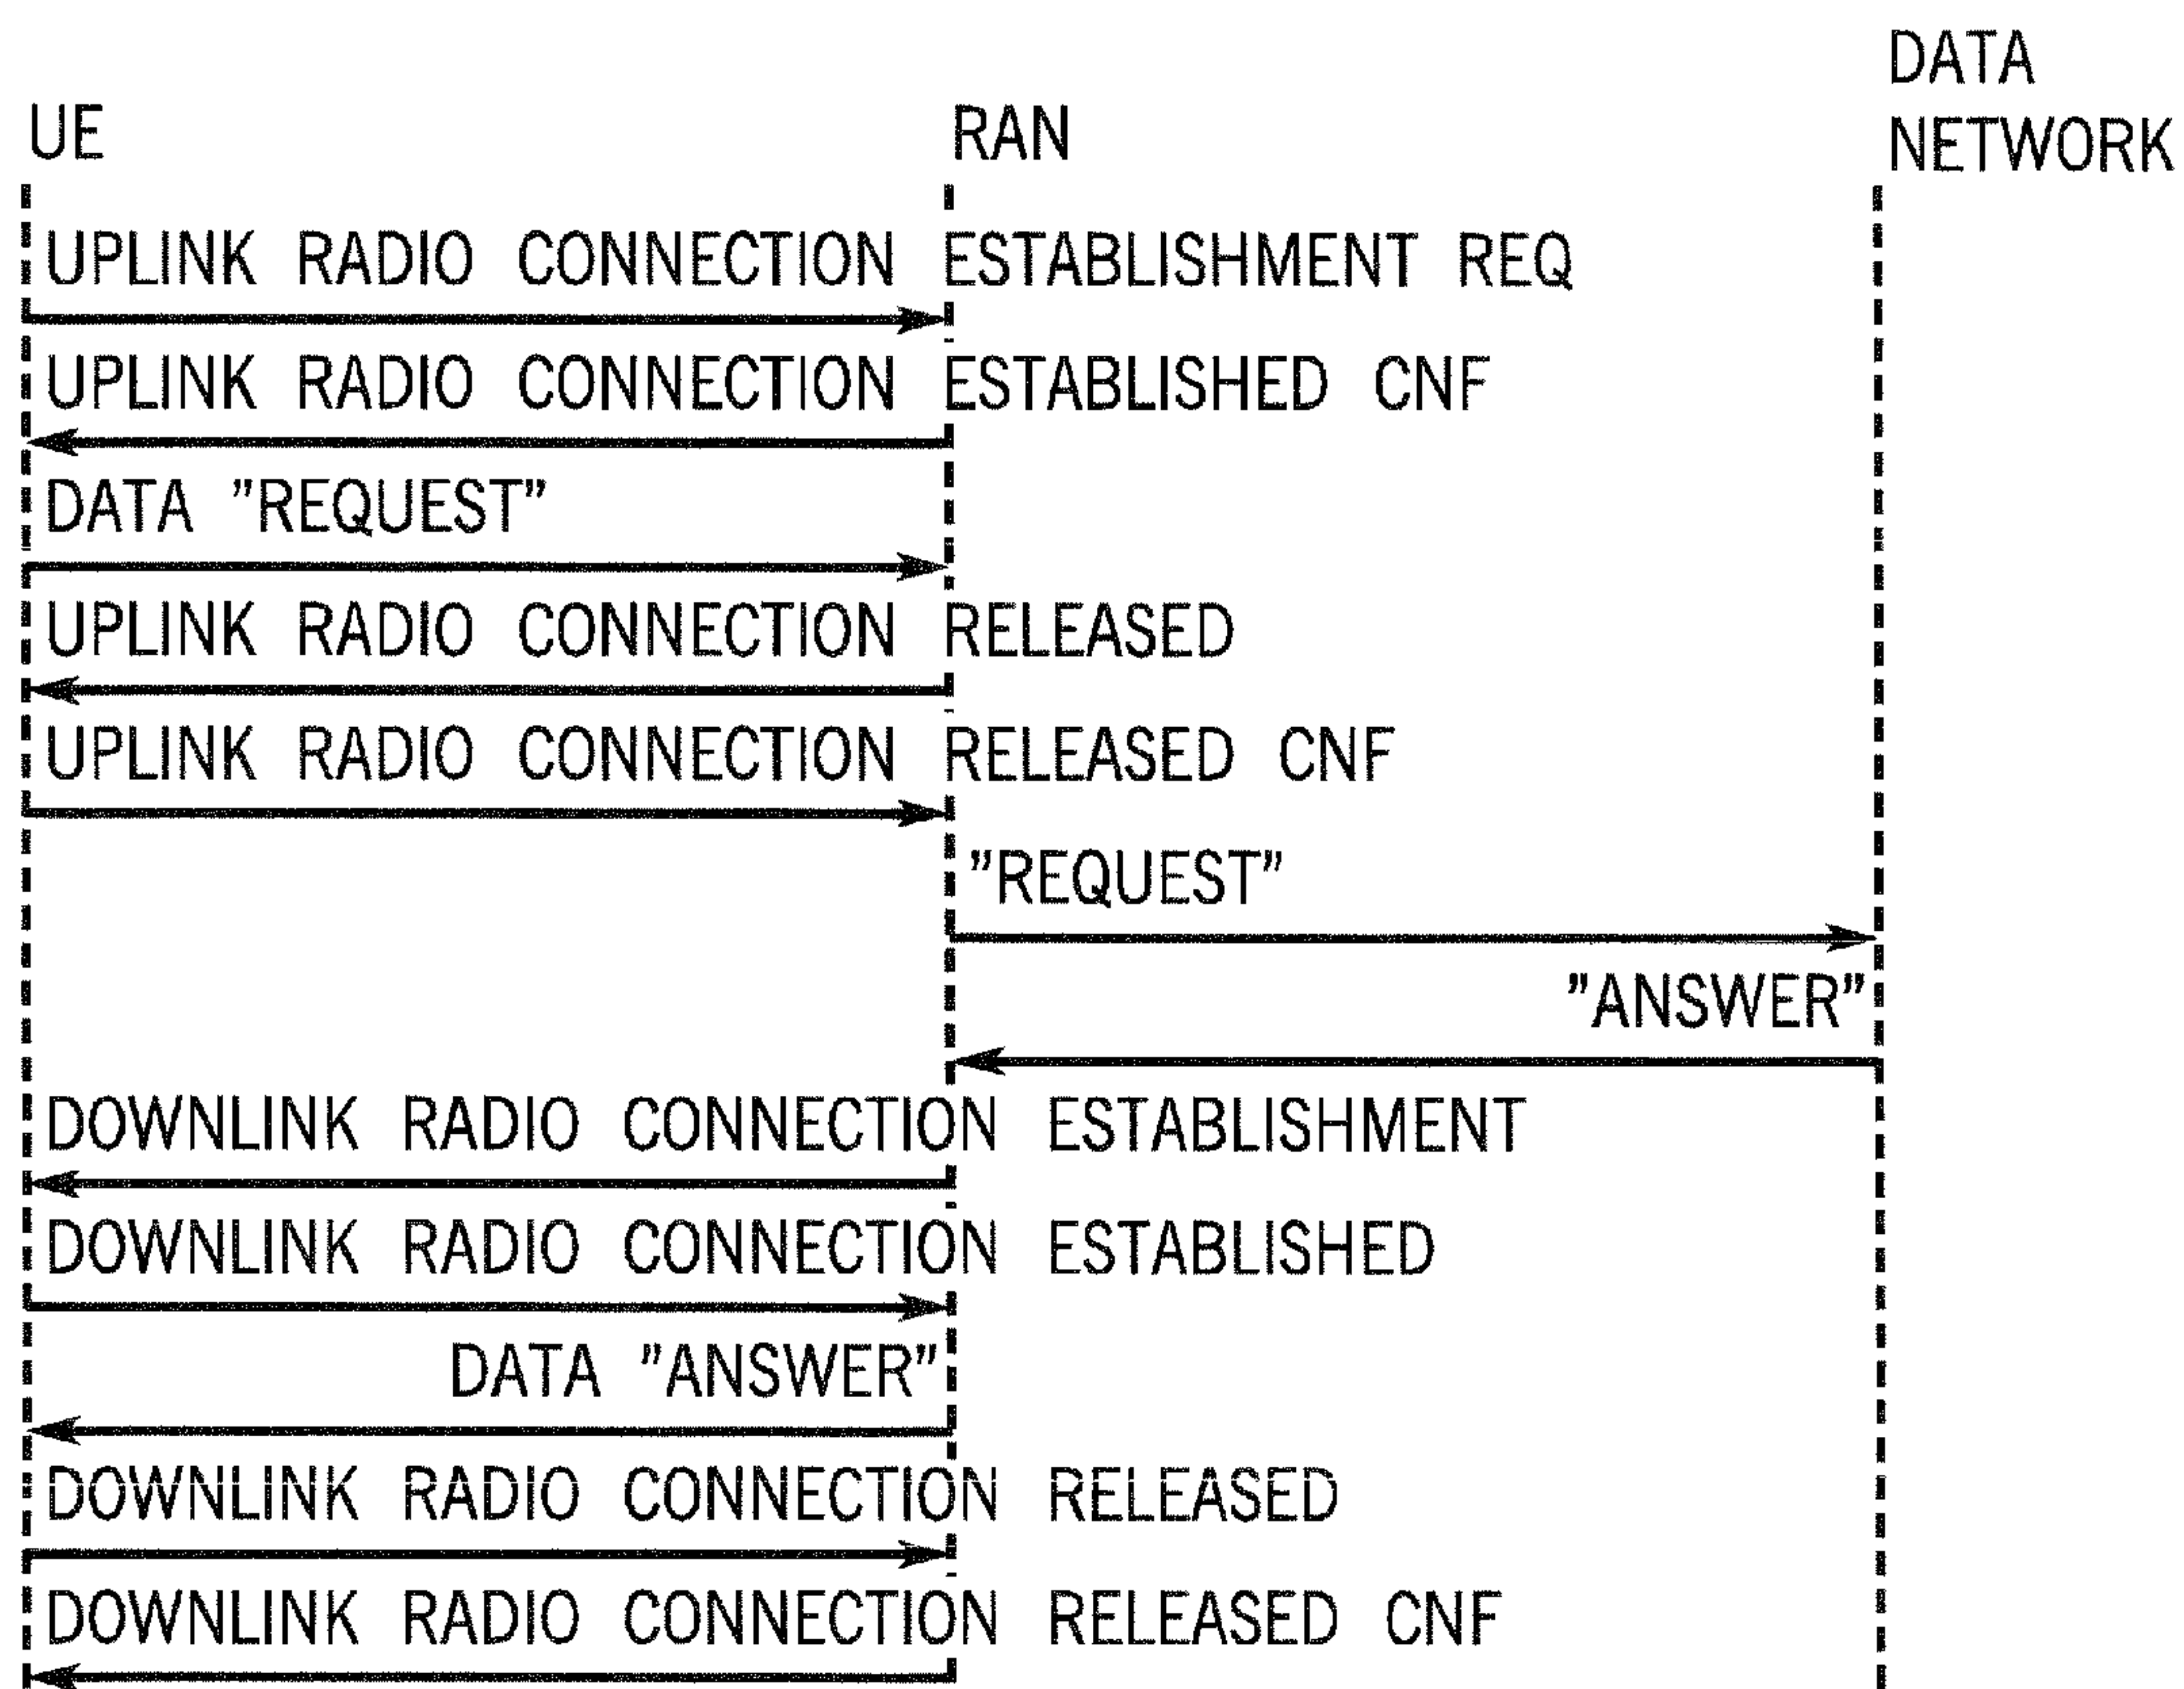 UE
RAN
DATA
NETWORK
UPLINK RADIO CONNECTION ESTABLISHMENT REQ
UPLINK RADIO CONNECTION ESTABLISHED CNF
DATA ”REQUEST”
UPLINK RADIO CONNECTION RELEASED
UPLINK RADIO CONNECTION RELEASED CNF
”REQUEST”
”ANSWER”
DOWNLINK RADIO CONNECTION ESTABLISHMENT
DOWNLINK RADIO CONNECTION ESTABLISHED
DATA ”ANSWER”
DOWNLINK RADIO CONNECTION RELEASED
DOWNLINK RADIO CONNECTION RELEASED CNF